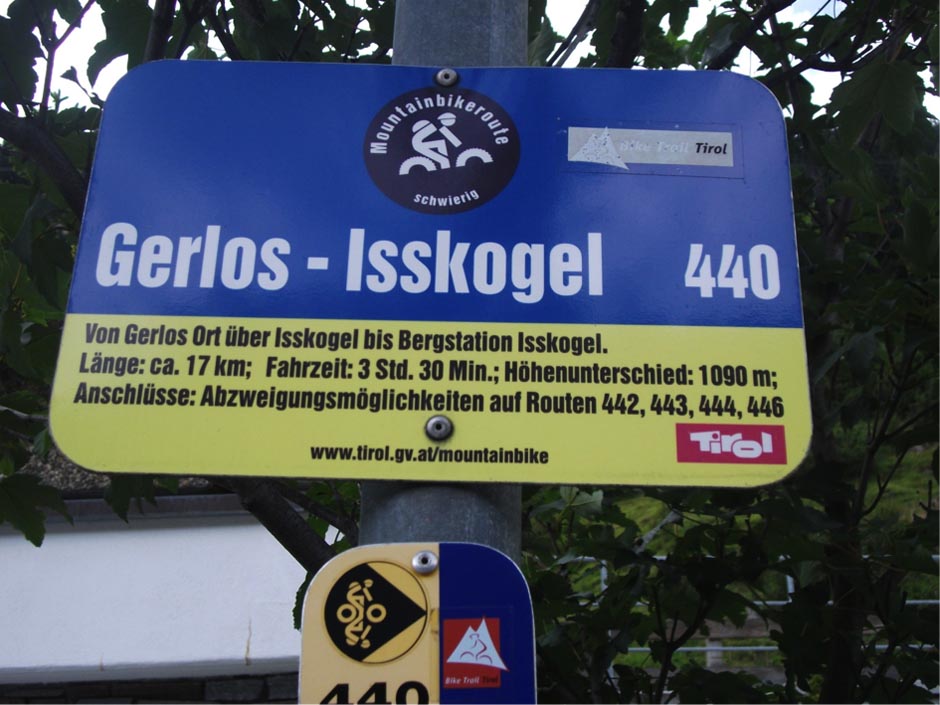 Mountainbikeroute
schwierig
Bike Trail Tirol
Gerlos - Isskogel 440
Von Gerlos Ort über Isskogel bis Bergstation Isskogel.
Länge: ca. 17 km; Fahrzeit: 3 Std. 30 Min.; Höhenunterschied: 1090 m;
Anschlüsse: Abzweigungsmöglichkeiten auf Routen 442, 443, 444, 446
www.tirol.gv.at/mountainbike
Tirol
Bike Trail Tirol
440